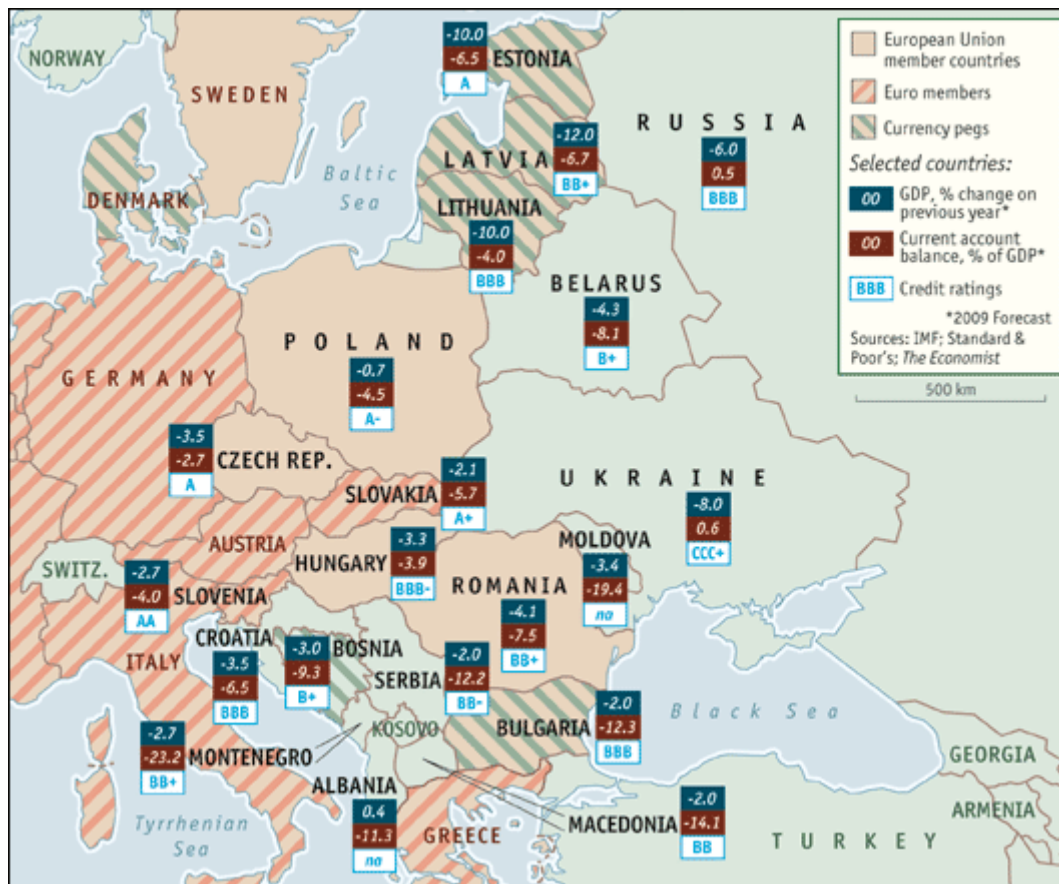 NORWAY
SWEDEN
-10.0
-6.5
A
ESTONIA
RUSSIA
-6.0
0.5
BBB
Baltic
Sea
LATVIA
-12.0
-6.7
BB+
DENMARK
LITHUANIA
-10.0
-4.0
BBB
BELARUS
-4.3
-8.1
B+
European Union
member countries
Euro members
Currency pegs
Selected countries:
00 GDP, % change on
previous year*
00 Current account
balance, % of GDP*
BBB Credit ratings
*2009 Forecast
Sources: IMF; Standard &
Poor's; The Economist
500 km
POLAND
-0.7
-4.5
A-
GERMANY
-3.5
-2.7
A
CZECH REP.
SLOVAKIA
-2.1
-5.7
A+
UKRAINE
-8.0
0.6
CCC+
AUSTRIA
HUNGARY
-3.3
-3.9
BBB-
MOLDOVA
-3.4
-19.4
na
ROMANIA
-4.1
-7.5
BB+
SWITZ.
-2.7
-4.0
AA
SLOVENIA
CROATIA
-3.5
-6.5
BBB
ITALY
-3.0
-9.3
B+
BOSNIA
SERBIA
-2.0
-12.2
BB-
KOSOVO
BULGARIA
-2.0
-12.3
BBB
Black Sea
-2.7
-23.2
BB+
MONTENEGRO
ALBANIA
0.4
-11.3
na
GREECE
MACEDONIA
-2.0
-14.1
BB
TURKEY
GEORGIA
ARMENIA
Tyrrhenian
Sea